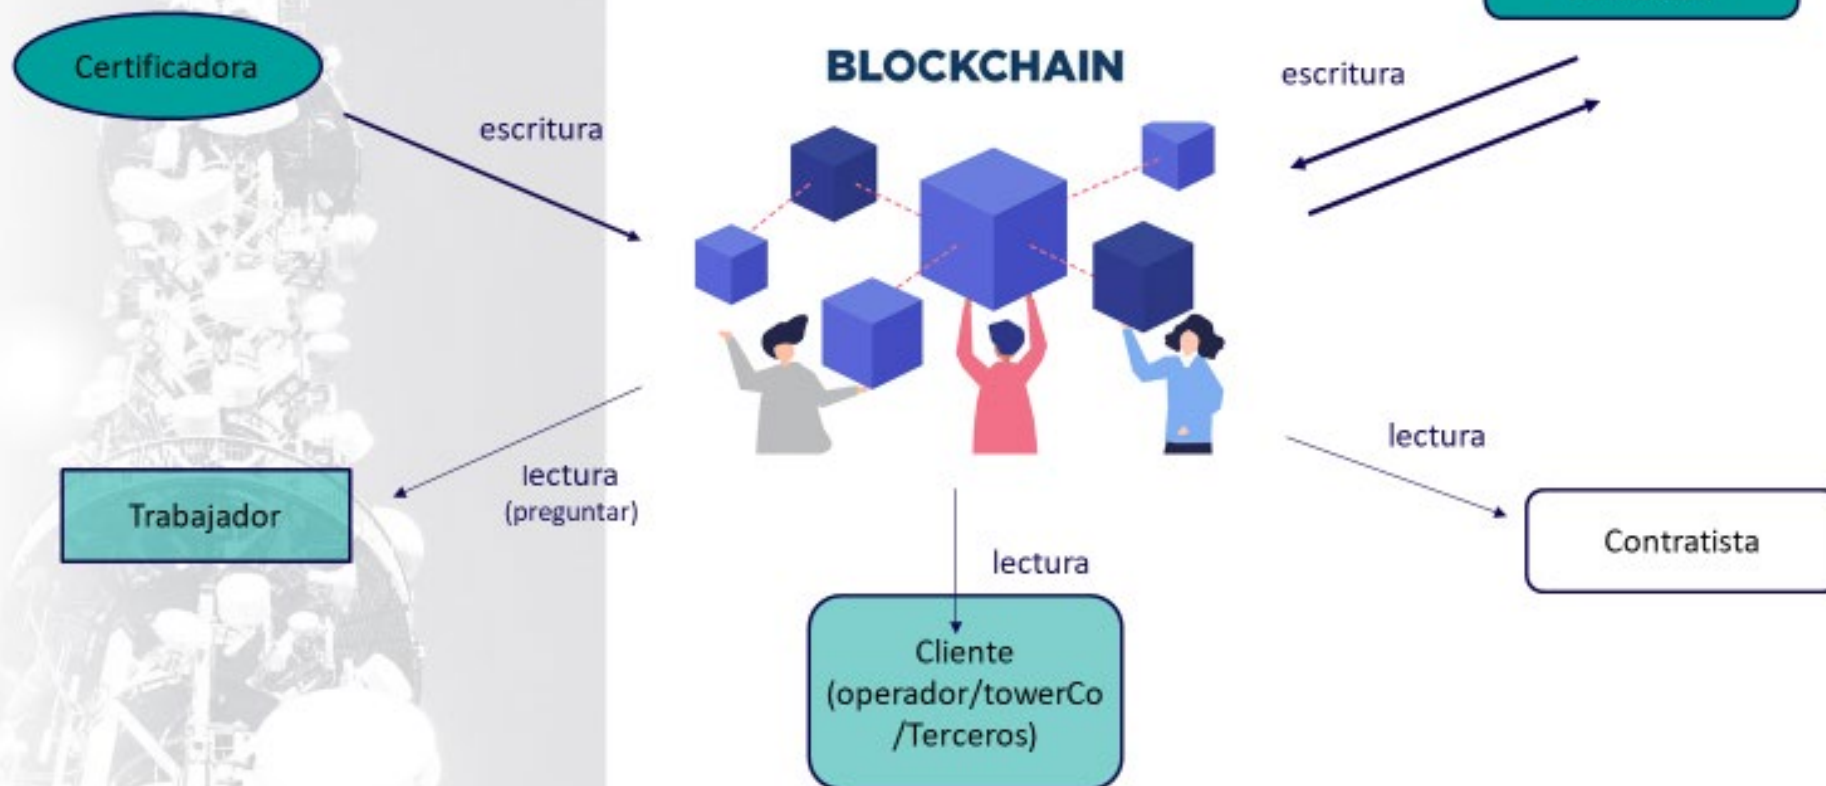 Certificadora
BLOCKCHAIN
escritura
escritura
lectura
(preguntar)
Trabajador
lectura
Contratista
lectura
Cliente
(operador/towerCo
/Terceros)